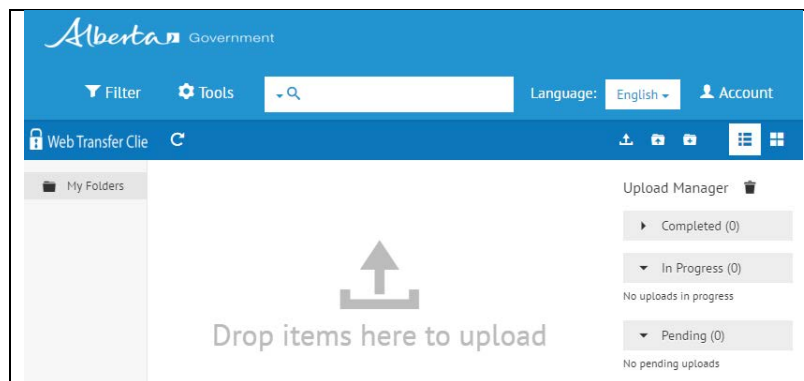 Alberta Government
Filter Tools Language: English Account
Web Transfer Clie
My Folders
Upload Manager
Completed (0)
In Progress (0)
No uploads in progress
Drop items here to upload
Pending (0)
No pending uploads